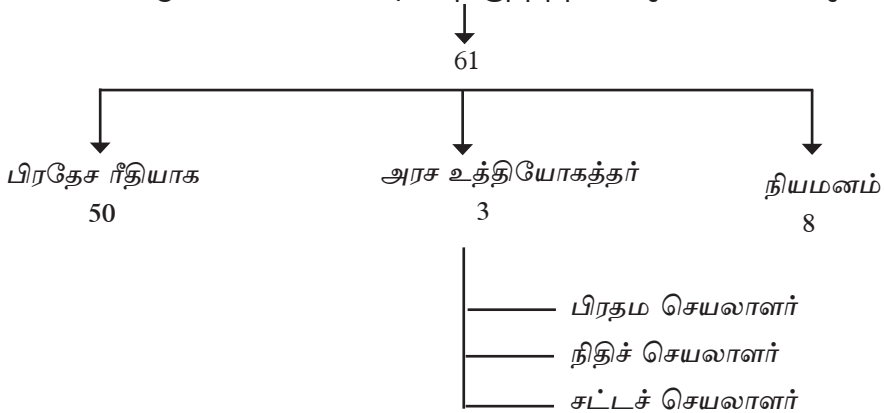 61
பிரதேச ரீதியாக
அரச உத்தியோகத்தர்
நியமனம்
50
3
8
பிரதம செயலாளர்
நிதிச் செயலாளர்
சட்டச் செயலாளர்